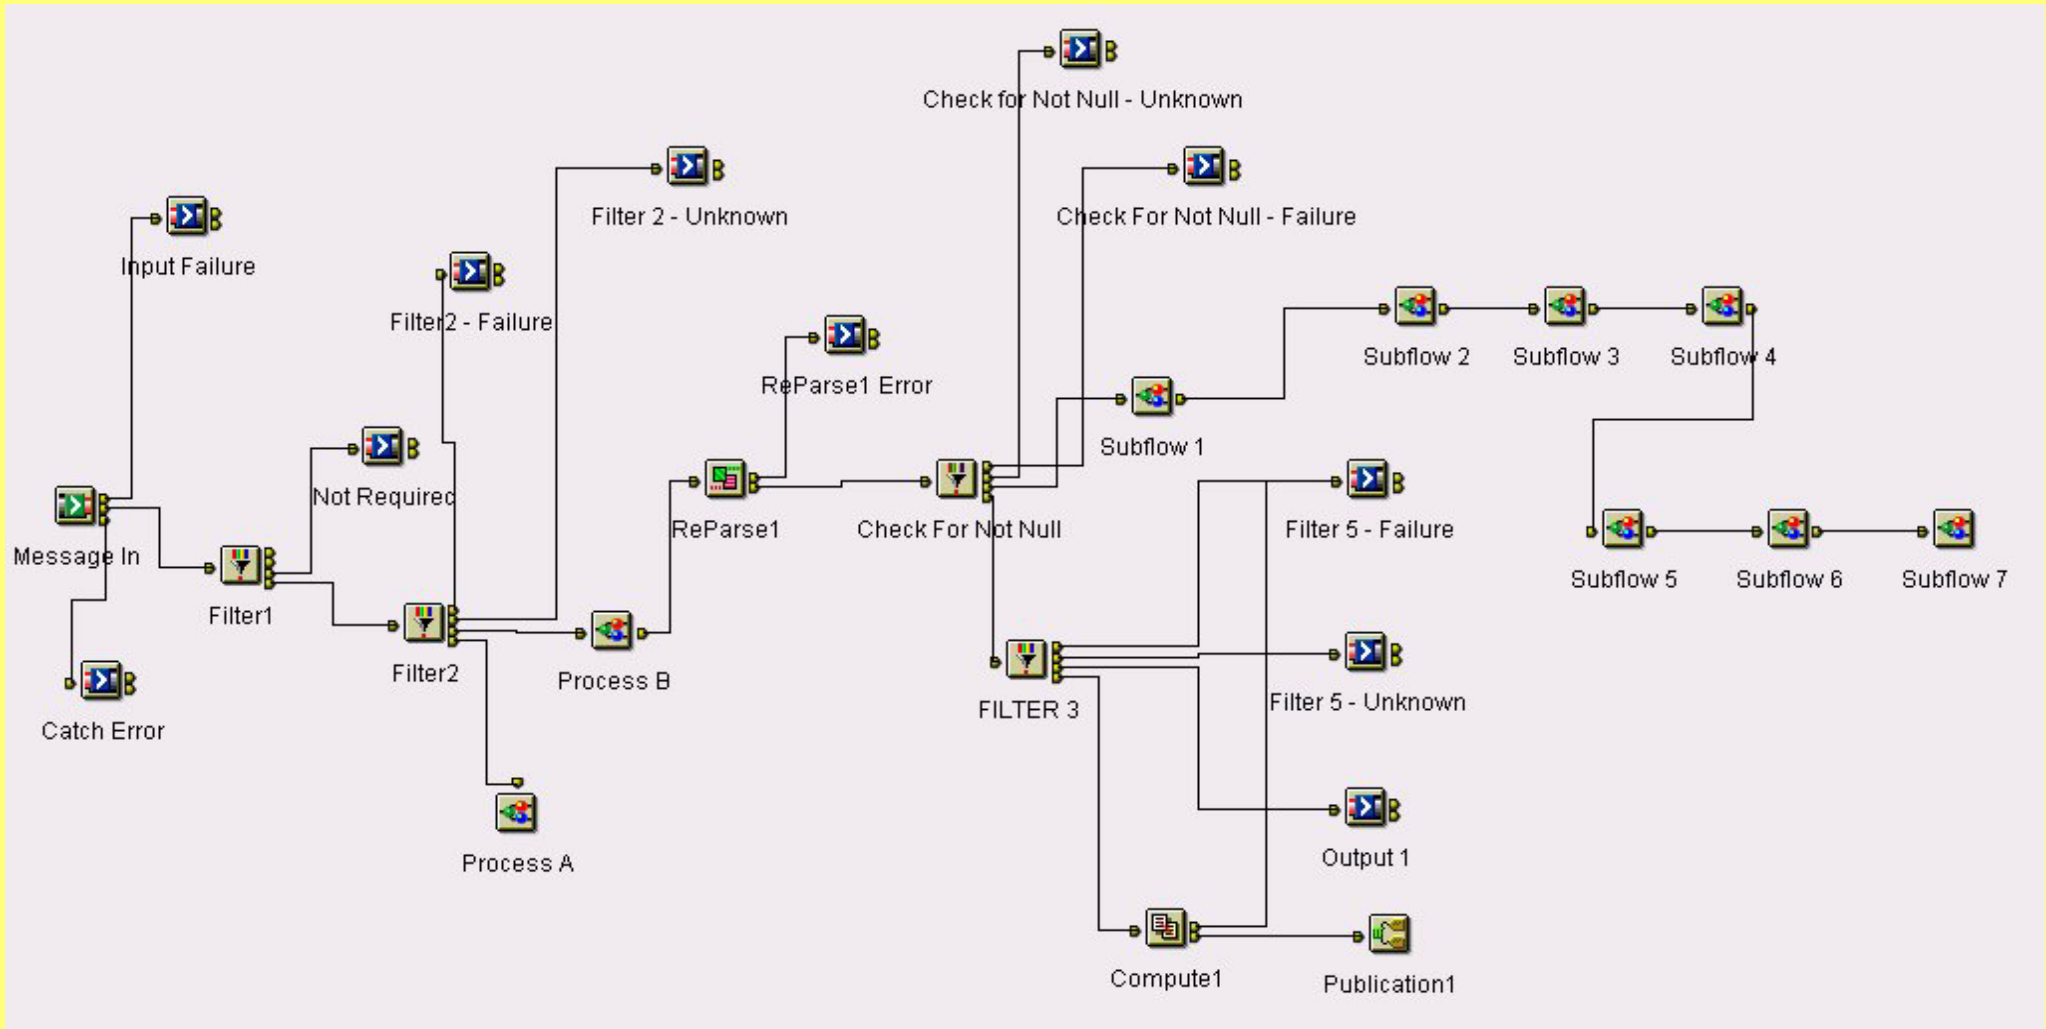 Check for Not Null - Unknown
Filter 2 - Unknown
Check For Not Null - Failure
Input Failure
Filter2 - Failure
Subflow 2
Subflow 3
Subflow 4
ReParse1 Error
Subflow 1
Not Required
ReParse1
Check For Not Null
Filter 5 - Failure
Message In
Subflow 5
Subflow 6
Subflow 7
Filter1
Filter2
Process B
FILTER 3
Filter 5 - Unknown
Catch Error
Process A
Output 1
Compute1
Publication1